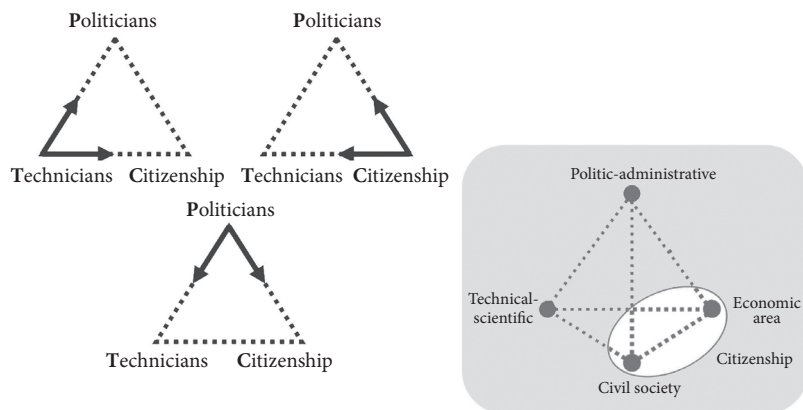 Politicians
Politicians
Technicians Citizenship
Technicians Citizenship
Politicians
Technicians Citizenship
Politic-administrative
Technical-
scientific
Economic
area
Citizenship
Civil society